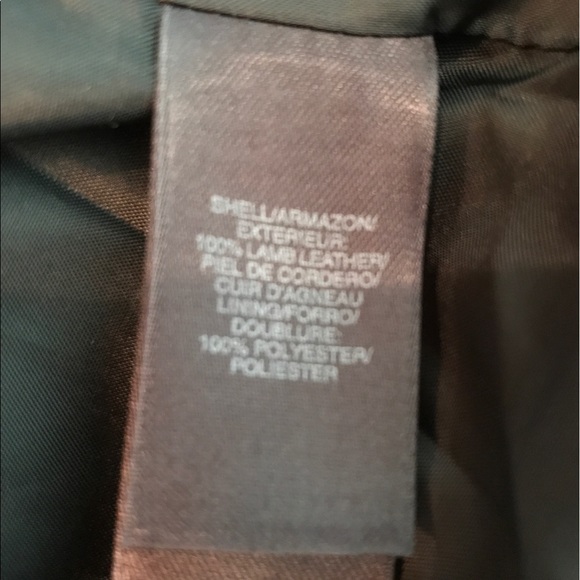 SHELL/ARMAZON/
EXTERIEUR:
100% LAMB LEATHER/
PIEL DE CORDERO/
CUIR D'AGNEAU
LINING/FORRO/
DOUBLURE:
100% POLYESTER/
POLIESTER